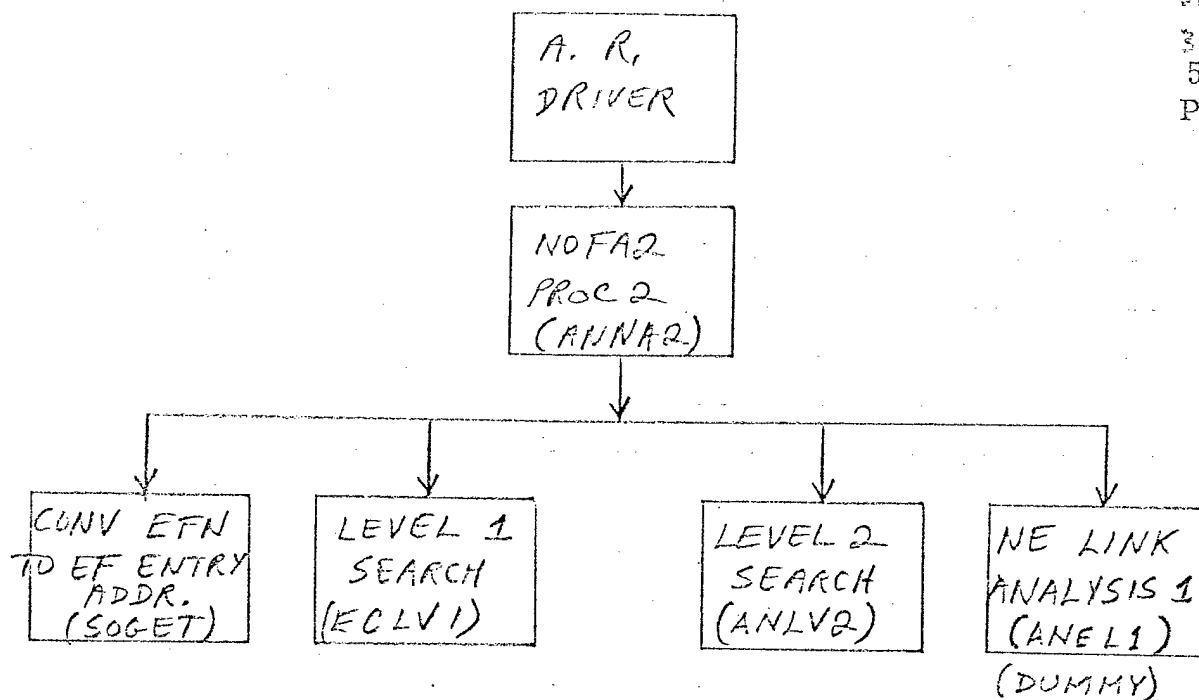 A. R.
DRIVER
5
P
NOFA2
PROC 2
(ANNA2)
CONV EFN
TO EF ENTRY
ADDR.
(SOGET)
LEVEL 1
SEARCH
(ECLV1)
LEVEL 2
SEARCH
(ANLV2)
NE LINK
ANALYSIS 1
(ANEL1)
(DUMMY)